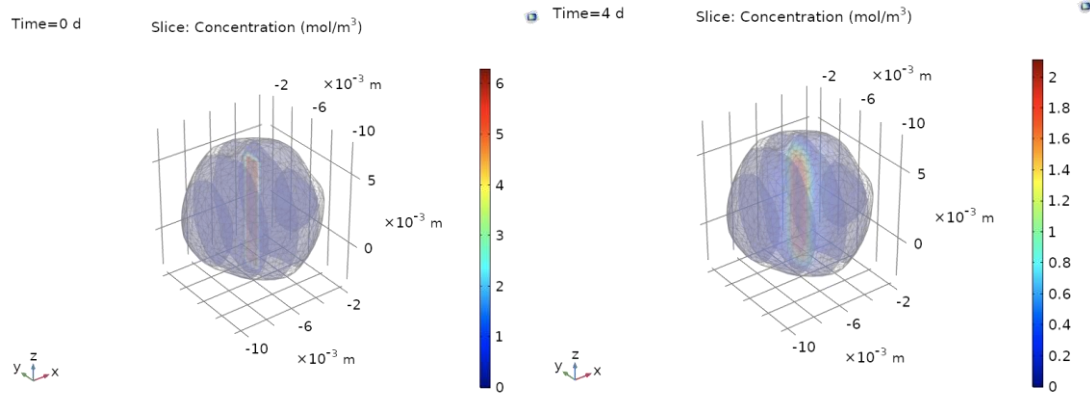 Time=0 d
Slice: Concentration (mol/m³)
-2
×10⁻³ m
-6
-10
5
×10⁻³ m
0
-2
-6
-10
×10⁻³ m
6
5
4
3
2
1
0
z
y
x
Time=4 d
Slice: Concentration (mol/m³)
-2
×10⁻³ m
-6
-10
5
×10⁻³ m
0
-2
-6
-10
×10⁻³ m
2
1.8
1.6
1.4
1.2
1
0.8
0.6
0.4
0.2
0
z
y
x